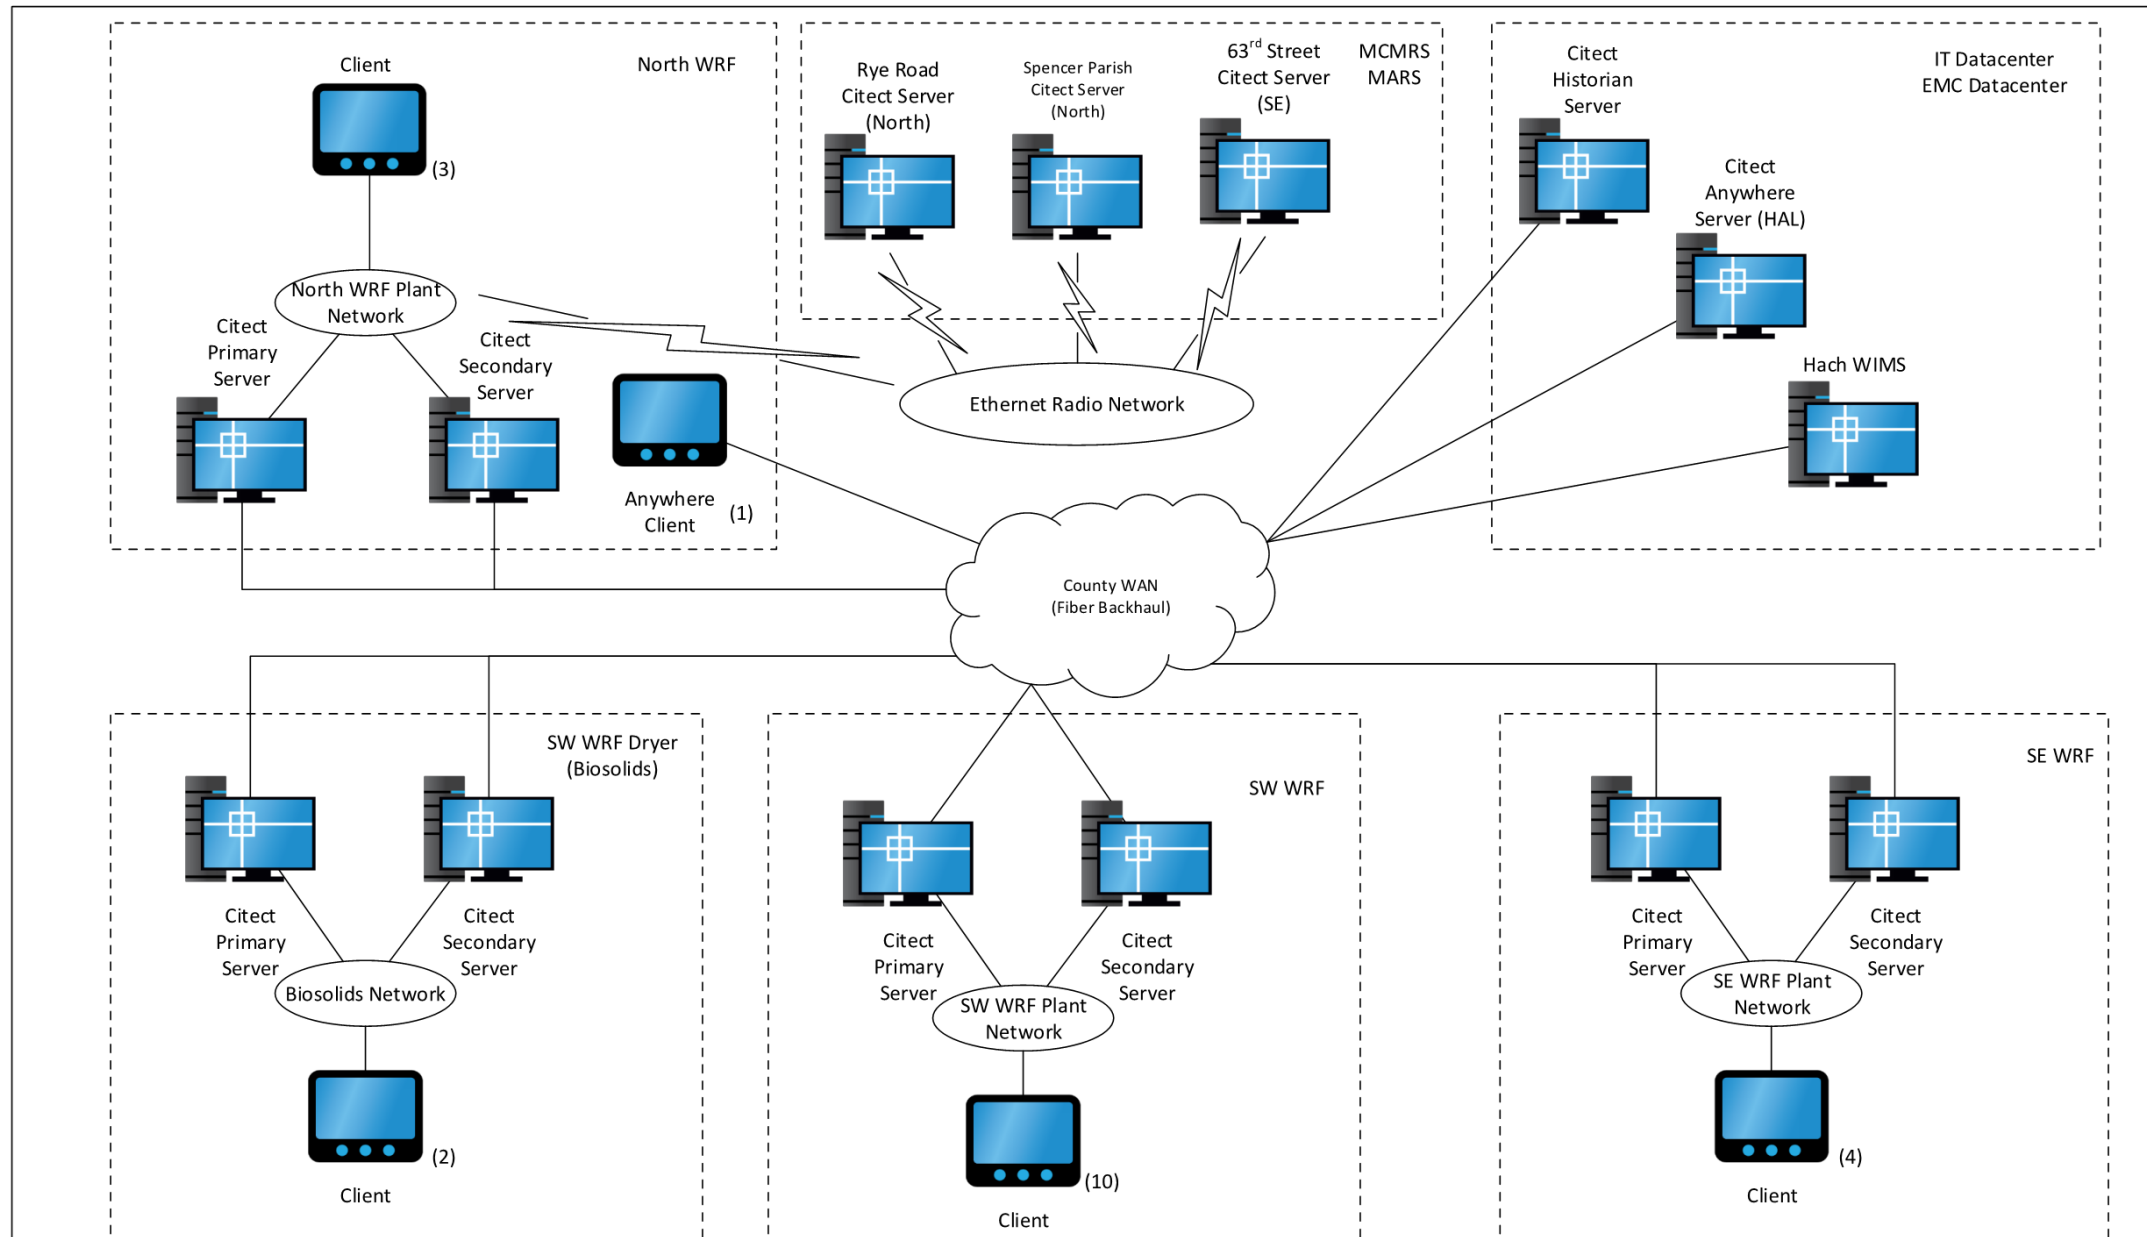 Client
North WRF
(3)
North WRF Plant
Network
Citect
Primary
Server
Citect
Secondary
Server
Anywhere
Client
(1)
Rye Road
Citect Server
(North)
Spencer Parish
Citect Server
(North)
63rd Street
Citect Server
(SE)
MCMRS
MARS
Ethernet Radio Network
Citect
Historian
Server
IT Datacenter
EMC Datacenter
Citect
Anywhere
Server (HAL)
Hach WIMS
County WAN
(Fiber Backhaul)
SW WRF Dryer
(Biosolids)
Citect
Primary
Server
Citect
Secondary
Server
Biosolids Network
(2)
Client
SW WRF
Citect
Primary
Server
Citect
Secondary
Server
SW WRF Plant
Network
(10)
Client
SE WRF
Citect
Primary
Server
Citect
Secondary
Server
SE WRF Plant
Network
(4)
Client